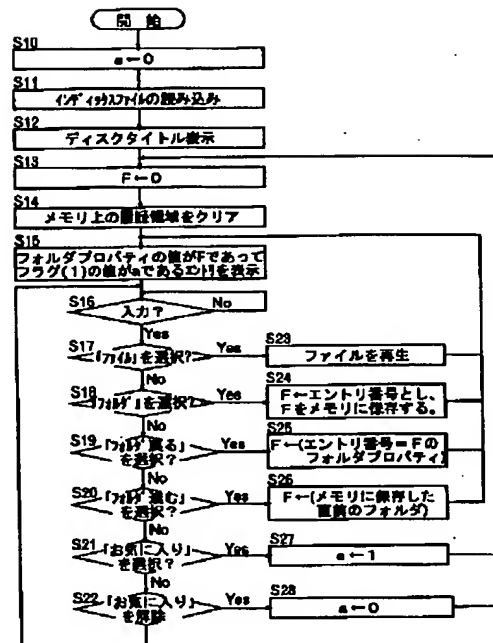 開始
S10
a←0
S11
インディックスファイルの読み込み
S12
ディスクタイトル表示
S13
F←0
S14
メモリ上の領域をクリア
S15
フォルダプロパティの値がFであって
フラグ(1)の値がaであるエントリを表示
S16
入力?
No
Yes
S17
「ファイル」を選択?
Yes
S23
ファイルを再生
No
S18
「フォルダ」を選択?
Yes
S24
F←エントリ番号とし、
Fをメモリに保存する。
No
S19
「フォルダ戻る」
を選択?
Yes
S25
F←(エントリ番号=Fの
フォルダプロパティ)
No
S20
「フォルダ進む」
を選択?
Yes
S26
F←(メモリに保存した
直前のフォルダ)
No
S21
「お気に入り」
を選択?
Yes
S27
a←1
No
S22
「お気に入り」
を解除
Yes
S28
a←0
No